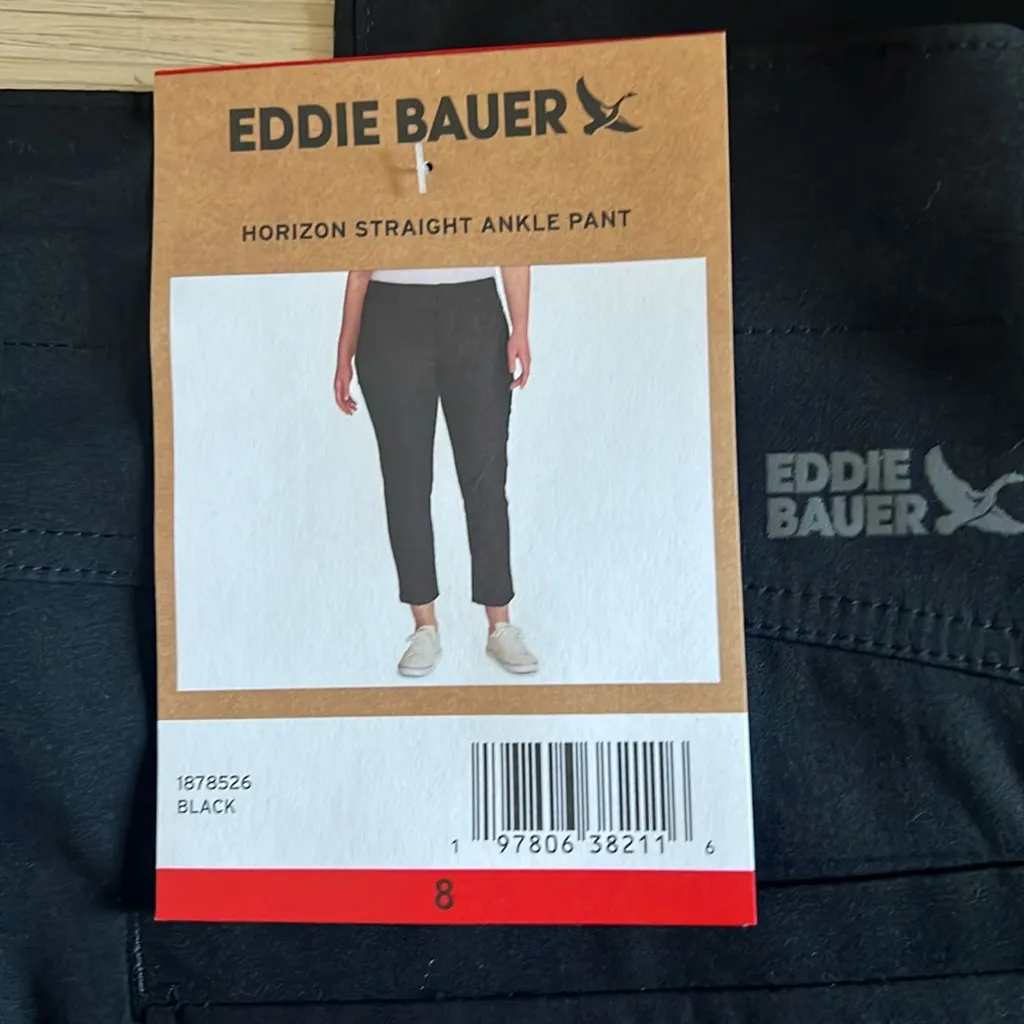 EDDIE BAUER
HORIZON STRAIGHT ANKLE PANT
EDDIE
BAUER
1878526
BLACK
1 97806 38211 6
8